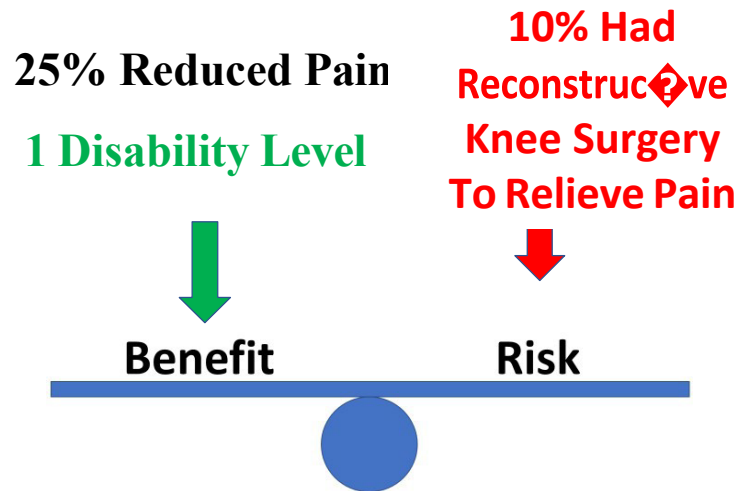 25% Reduced Pain
1 Disability Level
10% Had
Reconstruc�ve
Knee Surgery
To Relieve Pain
Benefit
Risk